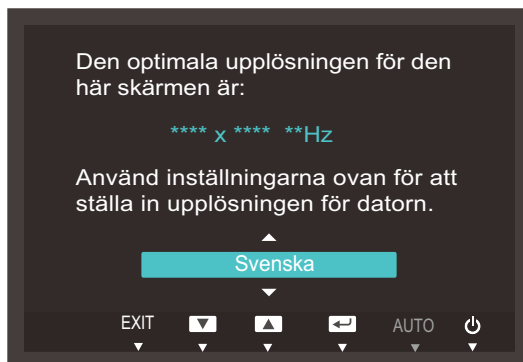 Den optimala upplösningen för den
här skärmen är:
**** x **** **Hz
Använd inställningarna ovan för att
ställa in upplösningen för datorn.
Svenska
EXIT AUTO